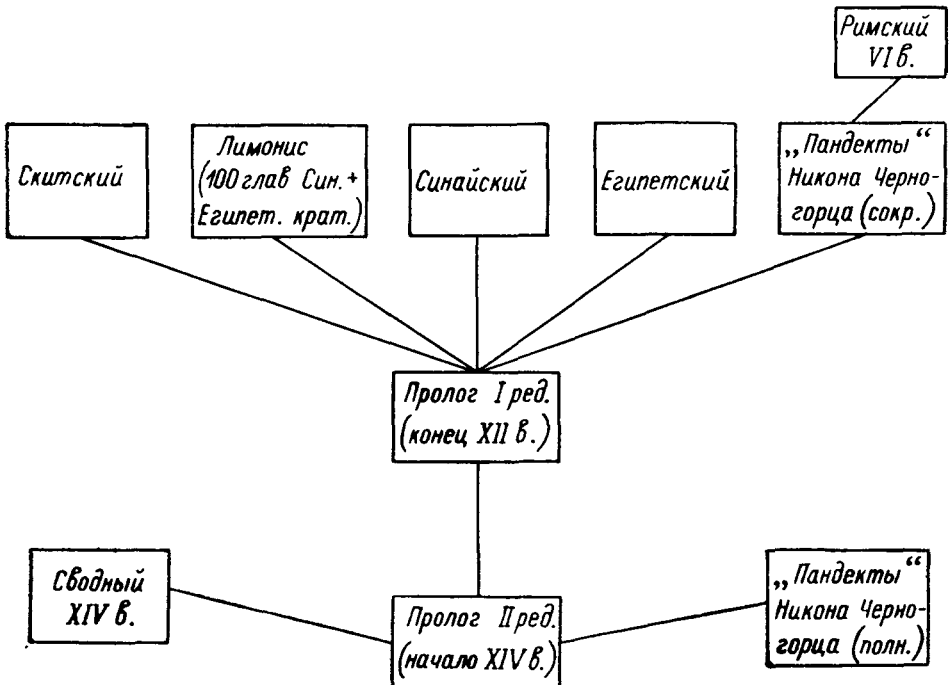 Римский
VI в.
Скитский
Лимонис
(100 глав Син. +
Египет. крат.)
Синайский
Египетский
„Пандекты“
Никона Черно-
горца (сокр.)
Пролог I ред.
(конец XII в.)
Сводный
XIV в.
Пролог II ред.
(начало XIV в.)
„Пандекты“
Никона Черно-
горца (полн.)